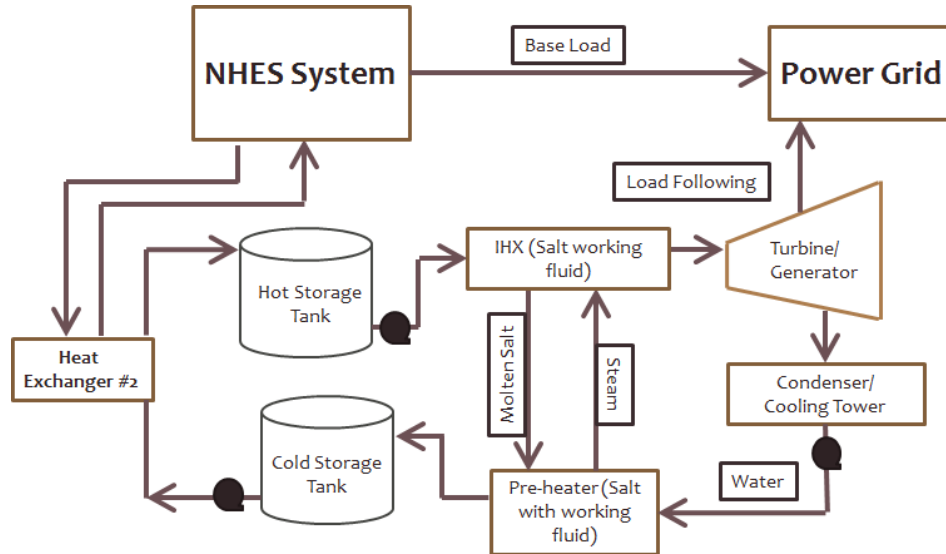 Base Load
NHES System
Power Grid
Load Following
IHX (Salt working
fluid)
Turbine/
Generator
Hot Storage
Tank
Molten Salt
Steam
Heat
Exchanger #2
Condenser/
Cooling Tower
Cold Storage
Tank
Pre-heater (Salt
with working
fluid)
Water